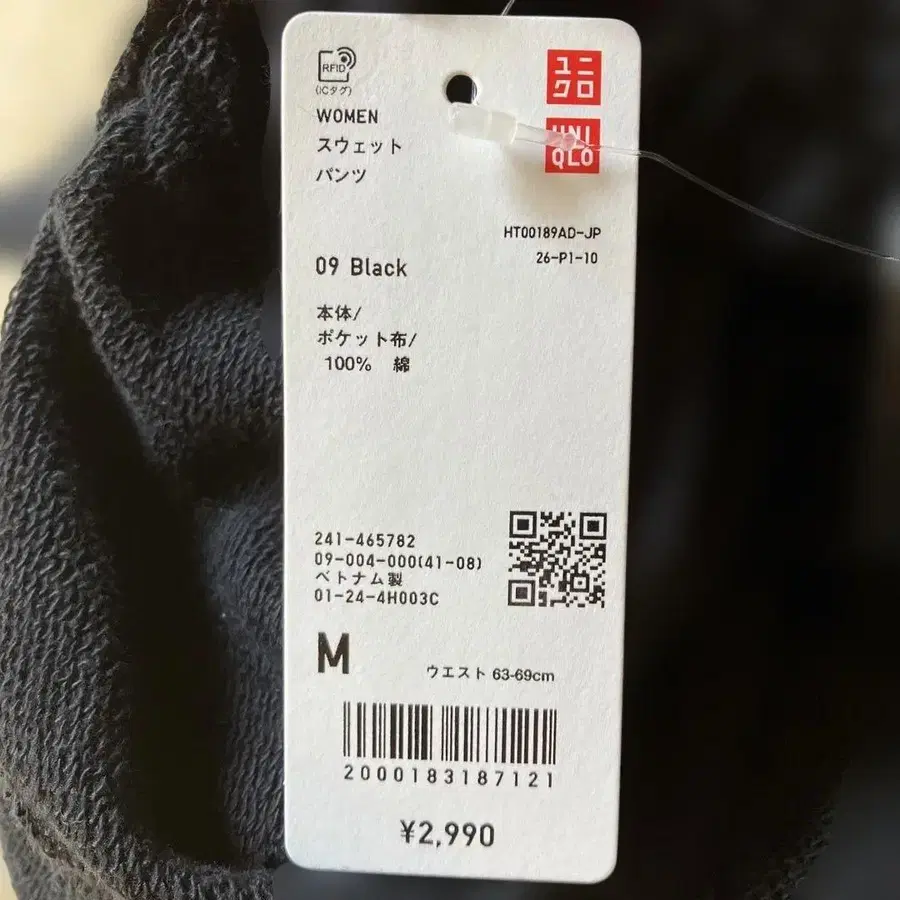 RFID
(ICタグ)
ユニ
クロ
UNI
QLO
WOMEN
スウェット
パンツ
HT00189AD-JP
26-P1-10
09 Black
本体/
ポケット布/
100% 綿
241-465782
09-004-000(41-08)
ベトナム製
01-24-4H003C
M
ウエスト 63-69cm
2000183187121
¥2,990